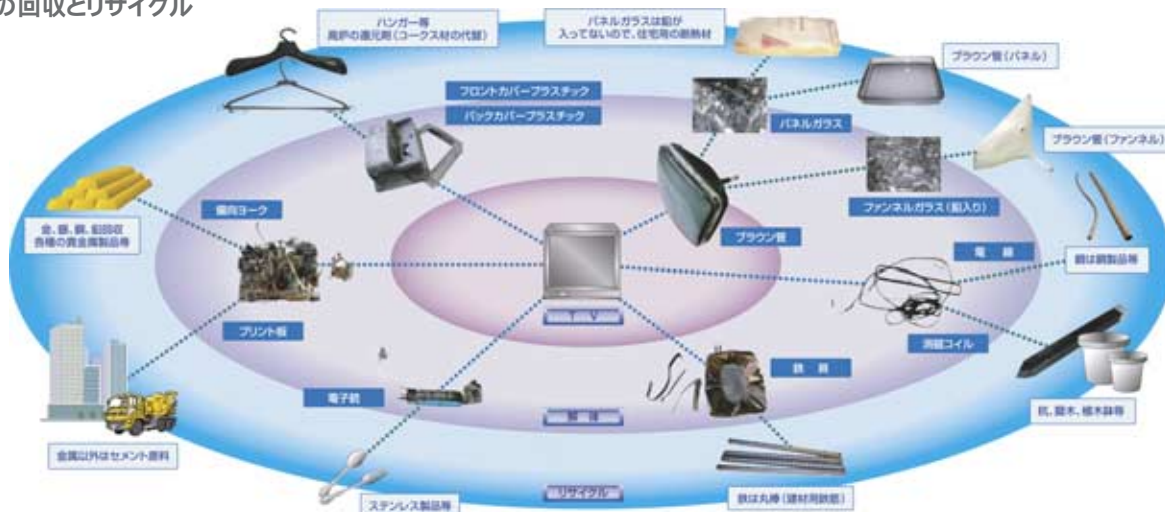 の回収とリサイクル
ハンガー等
高炉の還元剤（コークス材の代替）
パネルガラスは鉛が
入ってないので、住宅用の断熱材
ブラウン管（パネル）
フロントカバープラスチック
バックカバープラスチック
パネルガラス
ブラウン管（ファンネル）
ファンネルガラス（鉛入り）
偏向ヨーク
金、銀、銅、鉛回収
各種の貴金属製品等
ブラウン管
電 線
銅は銅製品等
TV
プリント板
消磁コイル
電子銃
鉄 類
解 体
杭、擬木、植木鉢等
金属以外はセメント原料
リサイクル
ステンレス製品等
鉄は丸棒（建材用鉄筋）